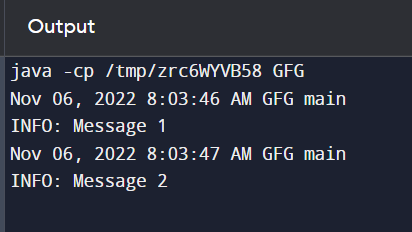 Output
java -cp /tmp/zrc6WYVB58 GFG
Nov 06, 2022 8:03:46 AM GFG main
INFO: Message 1
Nov 06, 2022 8:03:47 AM GFG main
INFO: Message 2